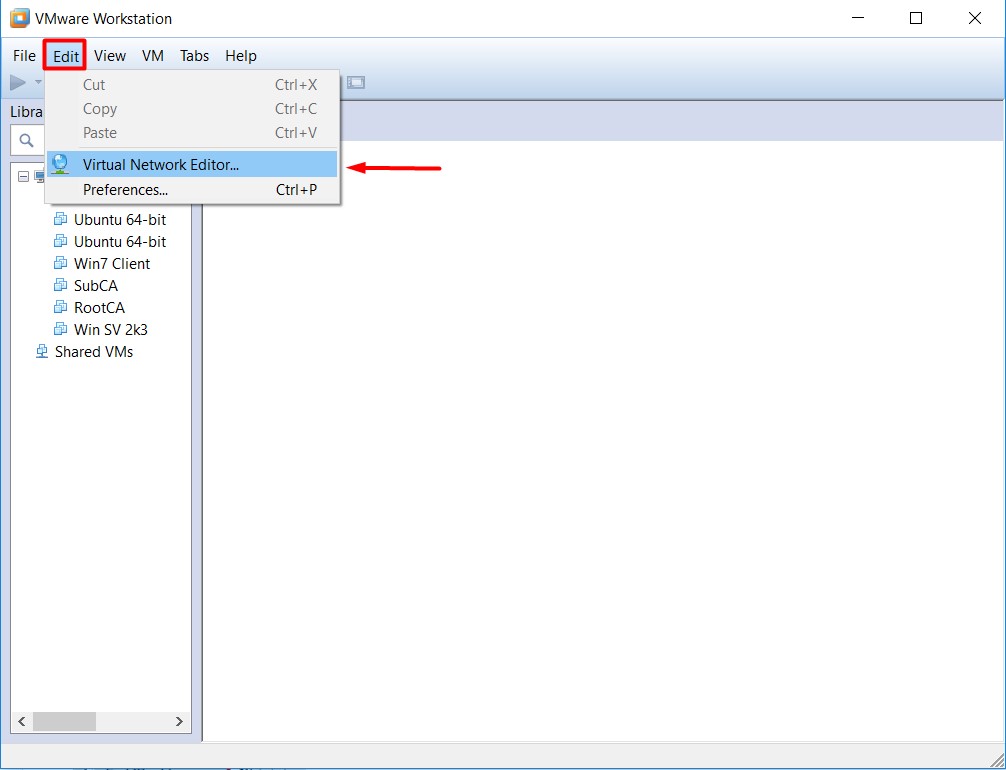 VMware Workstation
File Edit View VM Tabs Help
Cut Ctrl+X
Copy Ctrl+C
Paste Ctrl+V
Virtual Network Editor...
Preferences... Ctrl+P
Libra
Ubuntu 64-bit
Ubuntu 64-bit
Win7 Client
SubCA
RootCA
Win SV 2k3
Shared VMs